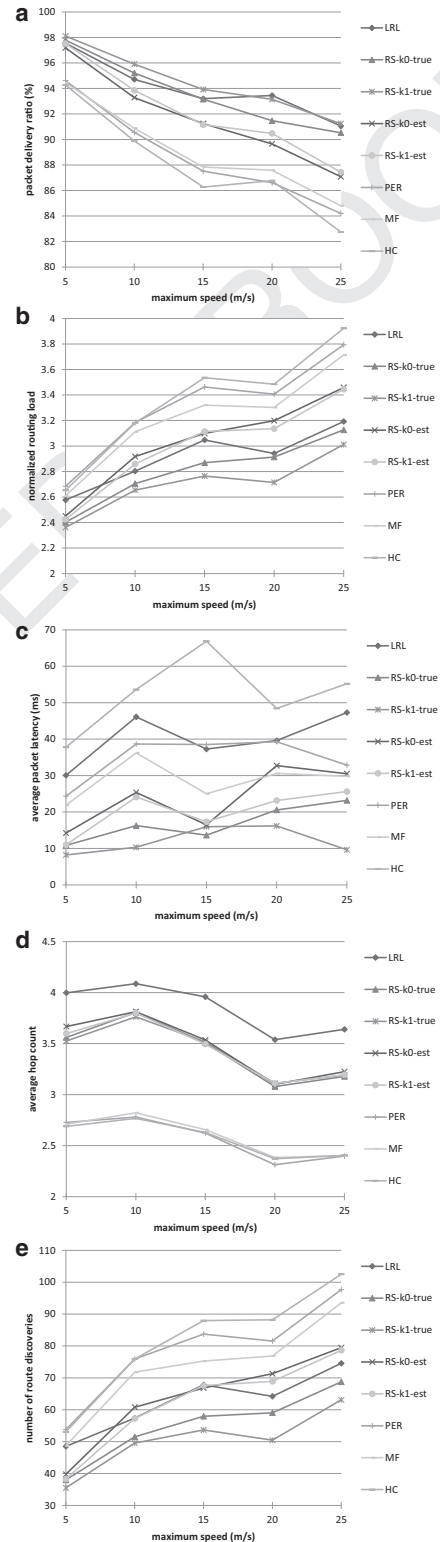 a
100
98
96
94
92
90
88
86
84
82
80
packet delivery ratio (%)
5 10 15 20 25
maximum speed (m/s)
LRL
RS-k0-true
RS-k1-true
RS-k0-est
RS-k1-est
PER
MF
HC
b
4
3.8
3.6
3.4
3.2
3
2.8
2.6
2.4
2.2
2
normalized routing load
5 10 15 20 25
maximum speed (m/s)
LRL
RS-k0-true
RS-k1-true
RS-k0-est
RS-k1-est
PER
MF
HC
c
70
60
50
40
30
20
10
0
average packet latency (ms)
5 10 15 20 25
maximum speed (m/s)
LRL
RS-k0-true
RS-k1-true
RS-k0-est
RS-k1-est
PER
MF
HC
d
4.5
4
3.5
3
2.5
2
average hop count
5 10 15 20 25
maximum speed (m/s)
LRL
RS-k0-true
RS-k1-true
RS-k0-est
RS-k1-est
PER
MF
HC
e
110
100
90
80
70
60
50
40
30
number of route discoveries
5 10 15 20 25
maximum speed (m/s)
LRL
RS-k0-true
RS-k1-true
RS-k0-est
RS-k1-est
PER
MF
HC